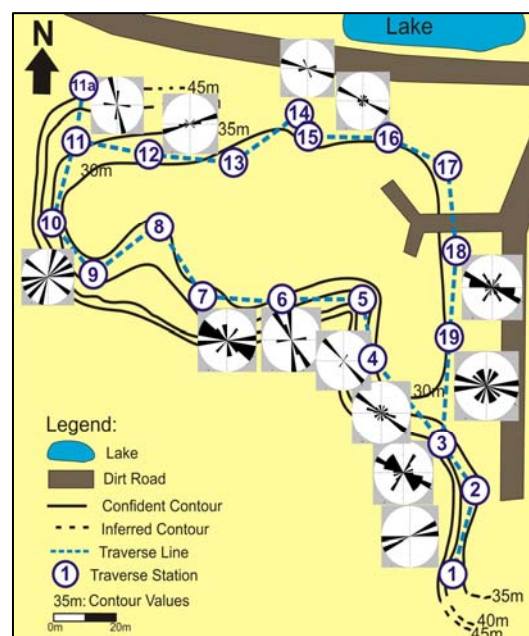 Lake
N
11a
45m
35m
14
11
12
13
15
16
17
30m
10
9
8
18
7
6
5
19
4
30m
3
2
1
35m
40m
45m
Legend:
Lake
Dirt Road
Confident Contour
Inferred Contour
Traverse Line
1 Traverse Station
35m: Contour Values
0m 20m